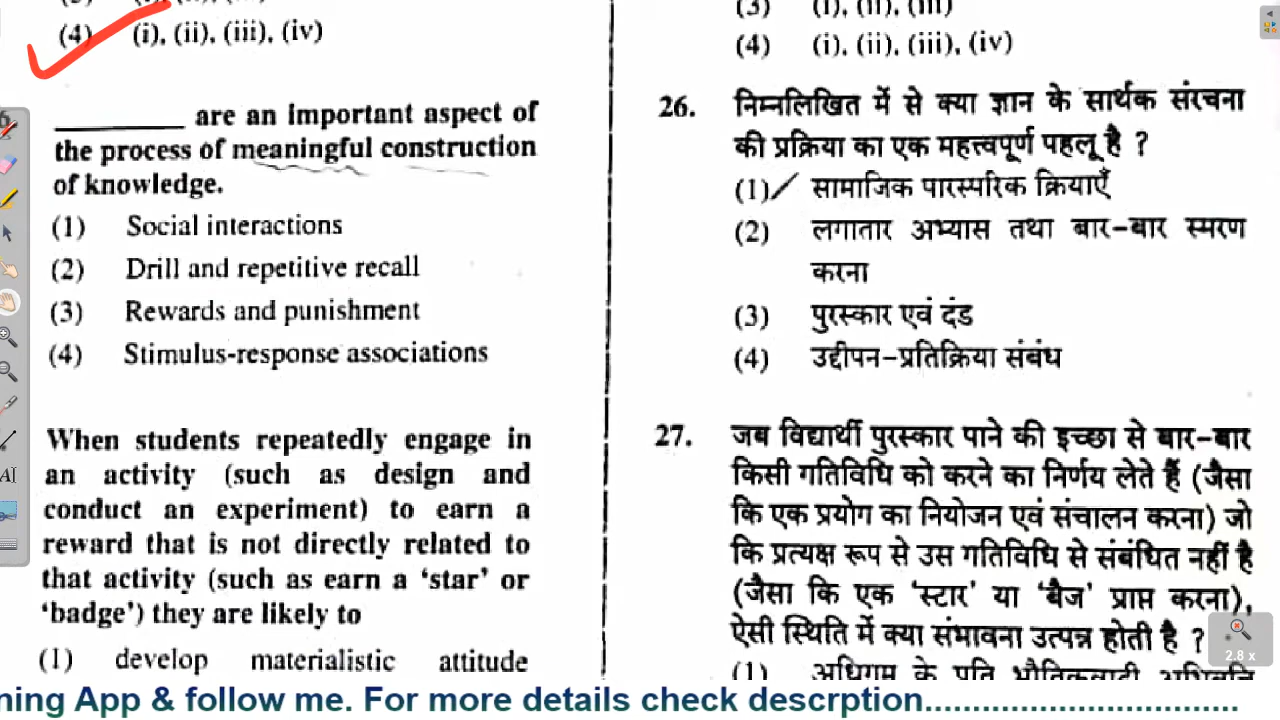 (4) (i), (ii), (iii), (iv)
6
________ are an important aspect of
the process of meaningful construction
of knowledge.
(1) Social interactions
(2) Drill and repetitive recall
(3) Rewards and punishment
(4) Stimulus-response associations
When students repeatedly engage in
an activity (such as design and
conduct an experiment) to earn a
reward that is not directly related to
that activity (such as earn a ‘star’ or
‘badge’) they are likely to
(1) develop materialistic attitude
(3) (i), (ii), (iii)
(4) (i), (ii), (iii), (iv)
26. निम्नलिखित में से क्या ज्ञान के सार्थक संरचना
की प्रक्रिया का एक महत्त्वपूर्ण पहलू है ?
(1) सामाजिक पारस्परिक क्रियाएँ
(2) लगातार अभ्यास तथा बार-बार स्मरण
करना
(3) पुरस्कार एवं दंड
(4) उद्दीपन-प्रतिक्रिया संबंध
27. जब विद्यार्थी पुरस्कार पाने की इच्छा से बार-बार
किसी गतिविधि को करने का निर्णय लेते हैं (जैसा
कि एक प्रयोग का नियोजन एवं संचालन करना) जो
कि प्रत्यक्ष रूप से उस गतिविधि से संबंधित नहीं है
(जैसा कि एक ‘स्टार’ या ‘बैज’ प्राप्त करना),
ऐसी स्थिति में क्या संभावना उत्पन्न होती है ?
(1) अधिगम के प्रति भौतिकवादी
2.8 x
ning App & follow me. For more details check descrption...............................